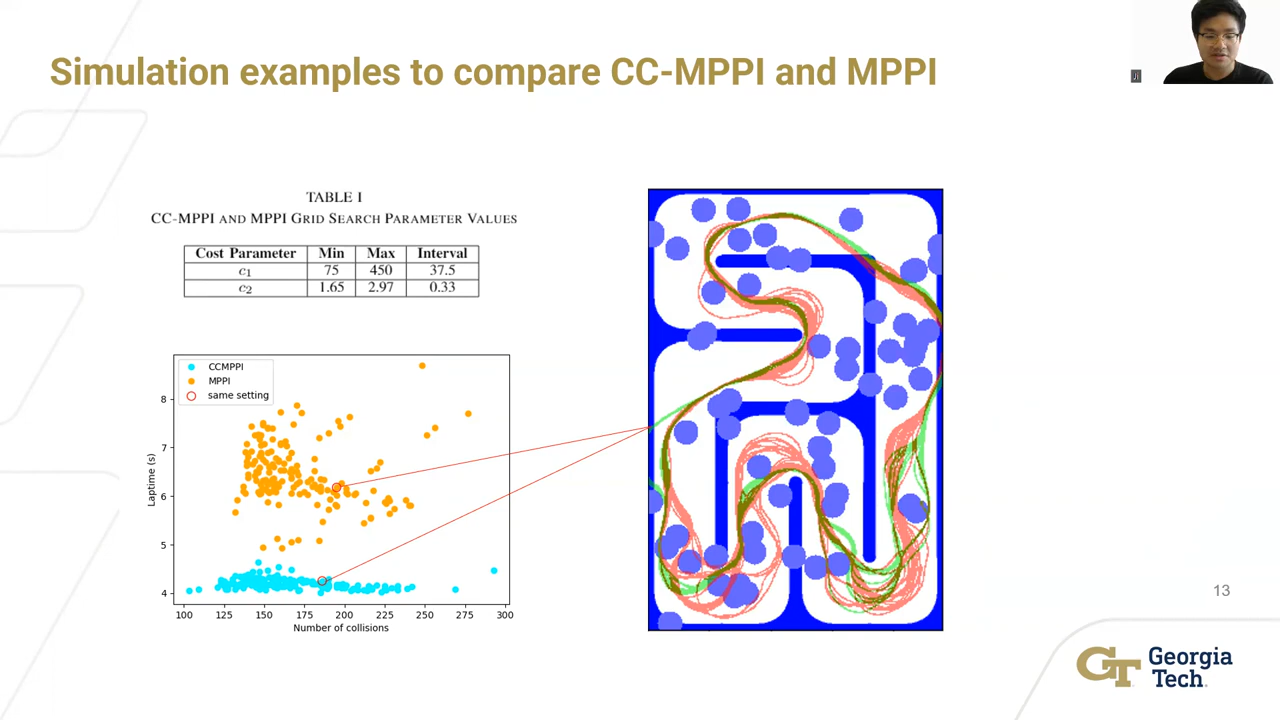 Simulation examples to compare CC-MPPI and MPPI
TABLE I
CC-MPPI AND MPPI GRID SEARCH PARAMETER VALUES
Cost Parameter Min Max Interval
c1 75 450 37.5
c2 1.65 2.97 0.33
CCMPPI
MPPI
same setting
Laptime (s)
8
7
6
5
4
100 125 150 175 200 225 250 275 300
Number of collisions
13
GT Georgia
Tech